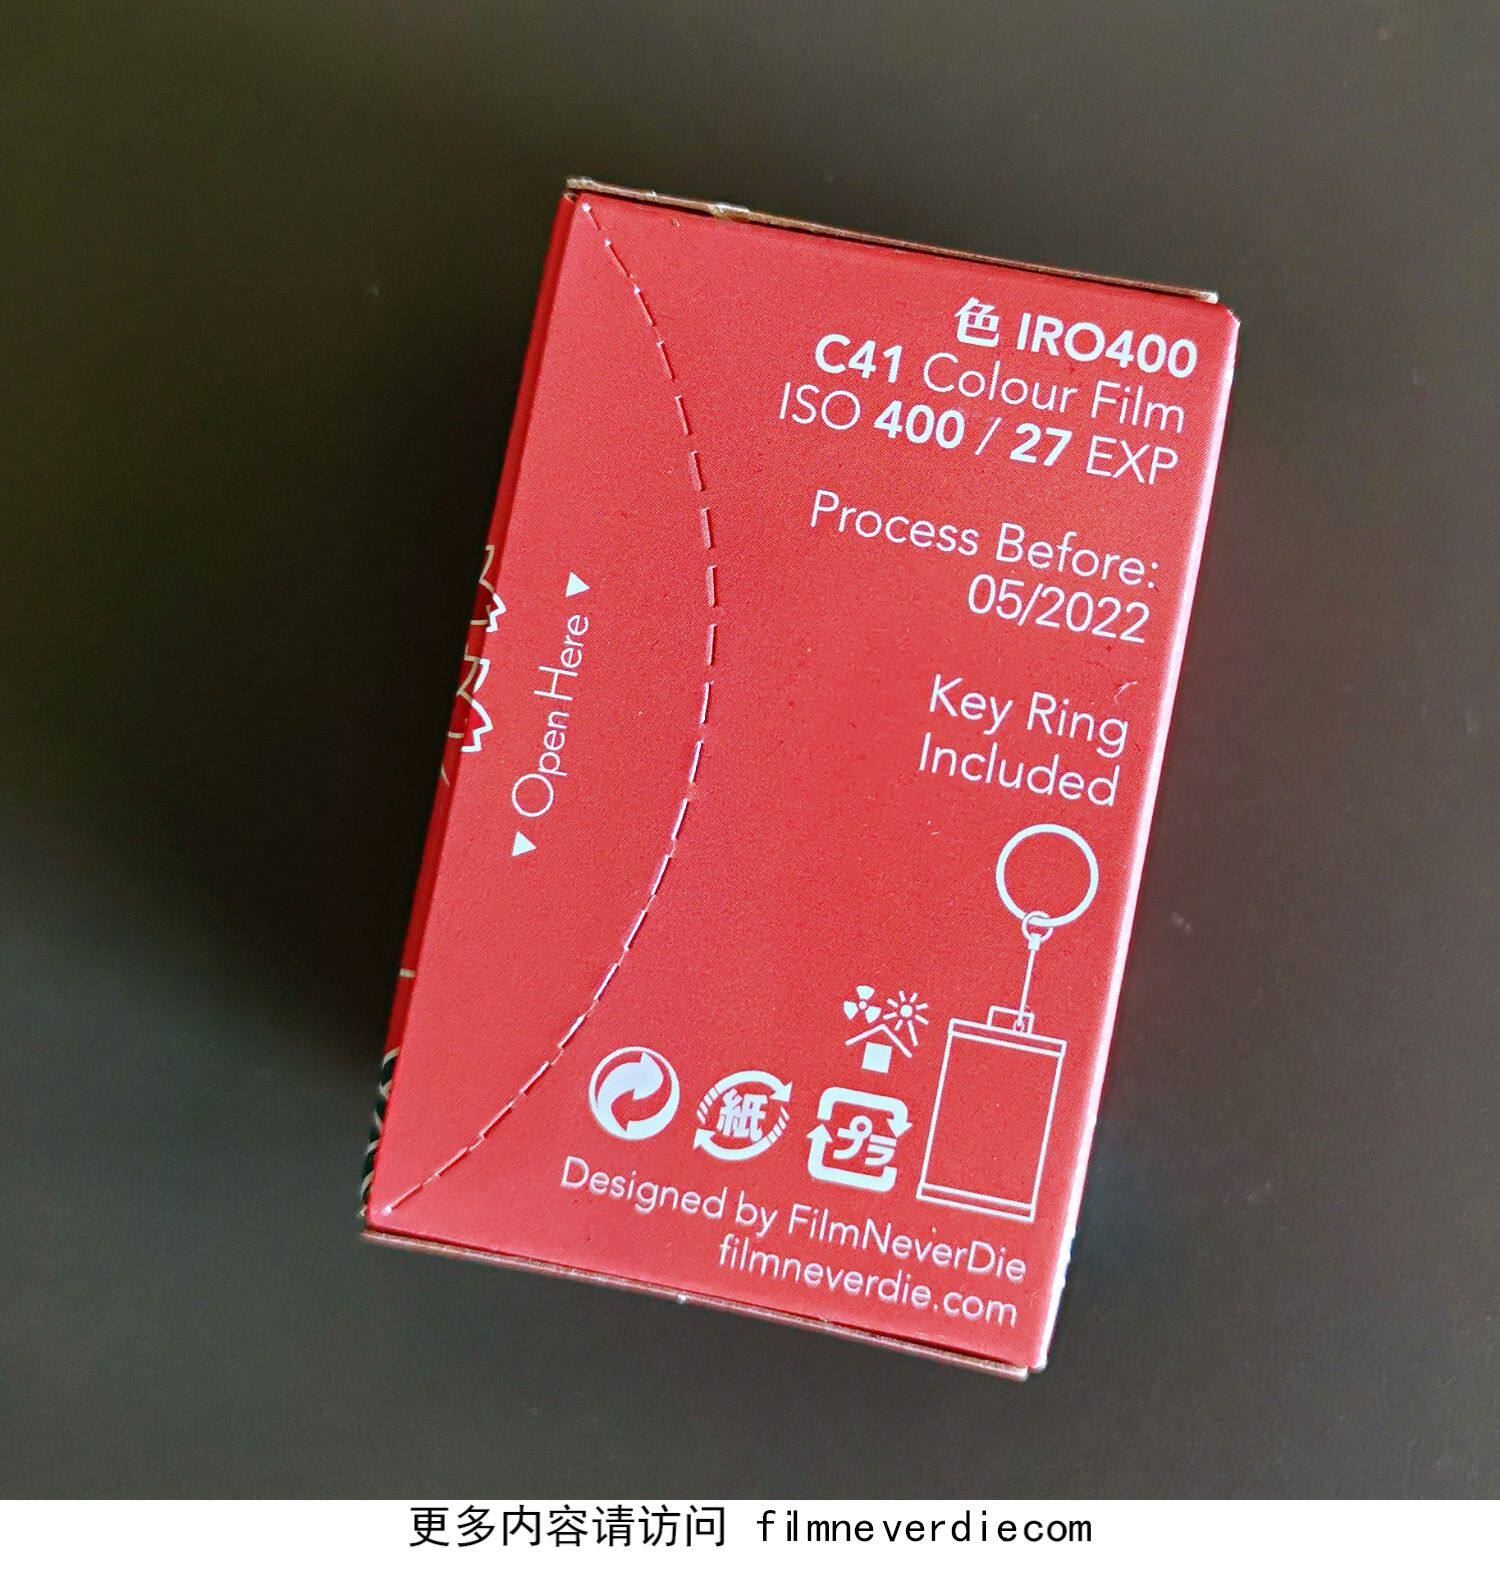 色 IRO400
C41 Colour Film
ISO 400 / 27 EXP
Process Before:
05/2022
Key Ring
Included
Open Here
紙
プラ
Designed by FilmNeverDie
filmneverdie.com
更多内容请访问 filmneverdiecom